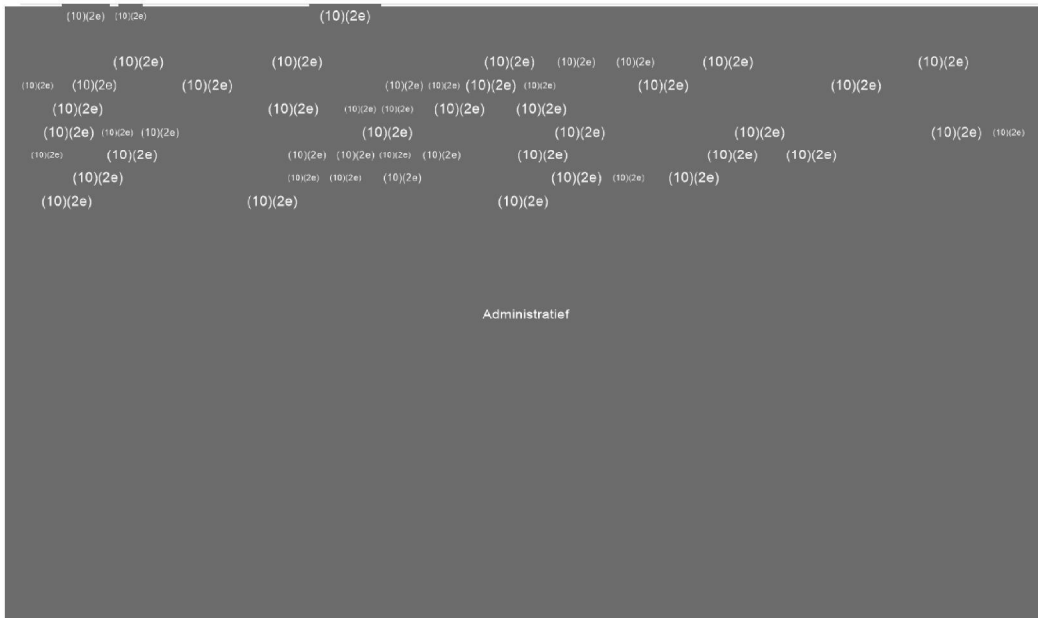 (10)(2e) (10)(2e) (10)(2e)
(10)(2e) (10)(2e) (10)(2e) (10)(2e) (10)(2e) (10)(2e) (10)(2e)
(10)(2e) (10)(2e) (10)(2e) (10)(2e) (10)(2e) (10)(2e) (10)(2e) (10)(2e) (10)(2e)
(10)(2e) (10)(2e) (10)(2e) (10)(2e) (10)(2e) (10)(2e)
(10)(2e) (10)(2e) (10)(2e) (10)(2e) (10)(2e) (10)(2e) (10)(2e) (10)(2e)
(10)(2e) (10)(2e) (10)(2e) (10)(2e) (10)(2e) (10)(2e) (10)(2e) (10)(2e) (10)(2e)
(10)(2e) (10)(2e) (10)(2e) (10)(2e) (10)(2e) (10)(2e) (10)(2e)
(10)(2e) (10)(2e) (10)(2e)
Administratief